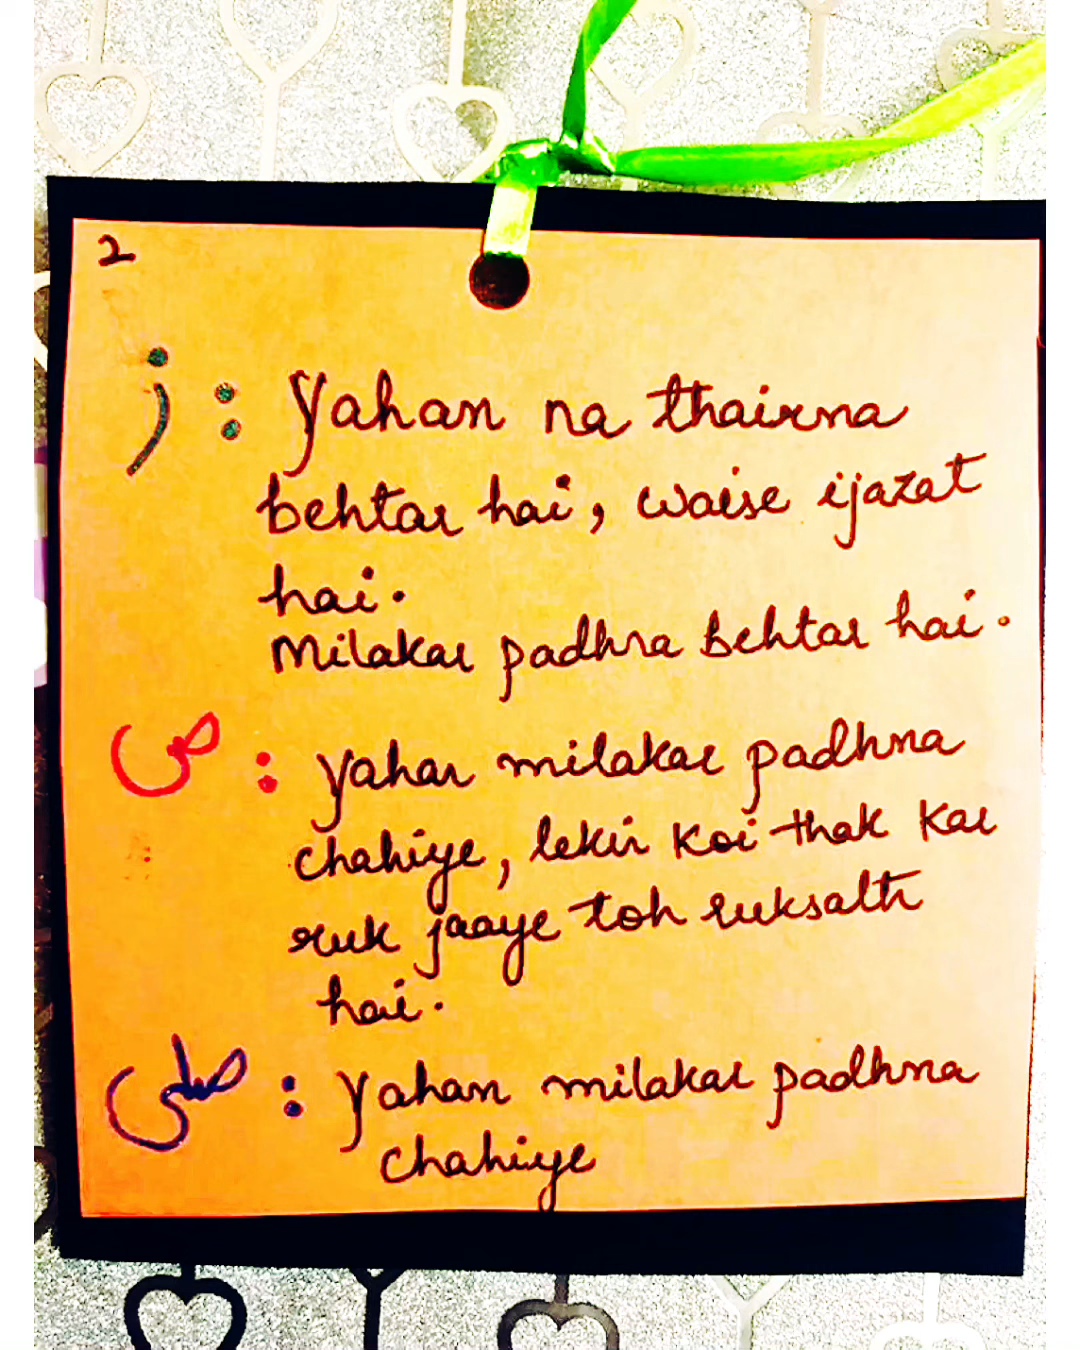 2
ز : Yahan na thairna
behtar hai, waise ijazat
hai.
Milakar padhna behtar hai.
ص : Yahan milakar padhna
chahiye, lekin koi thak kar
ruk jaaye toh ruksath
hai.
صلى : Yahan milakar padhna
chahiye